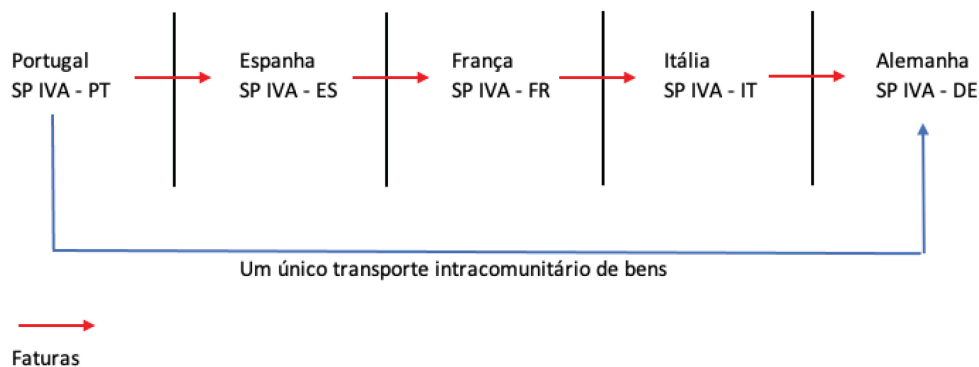 Portugal
SP IVA - PT
Espanha
SP IVA - ES
França
SP IVA - FR
Itália
SP IVA - IT
Alemanha
SP IVA - DE
Um único transporte intracomunitário de bens
Faturas